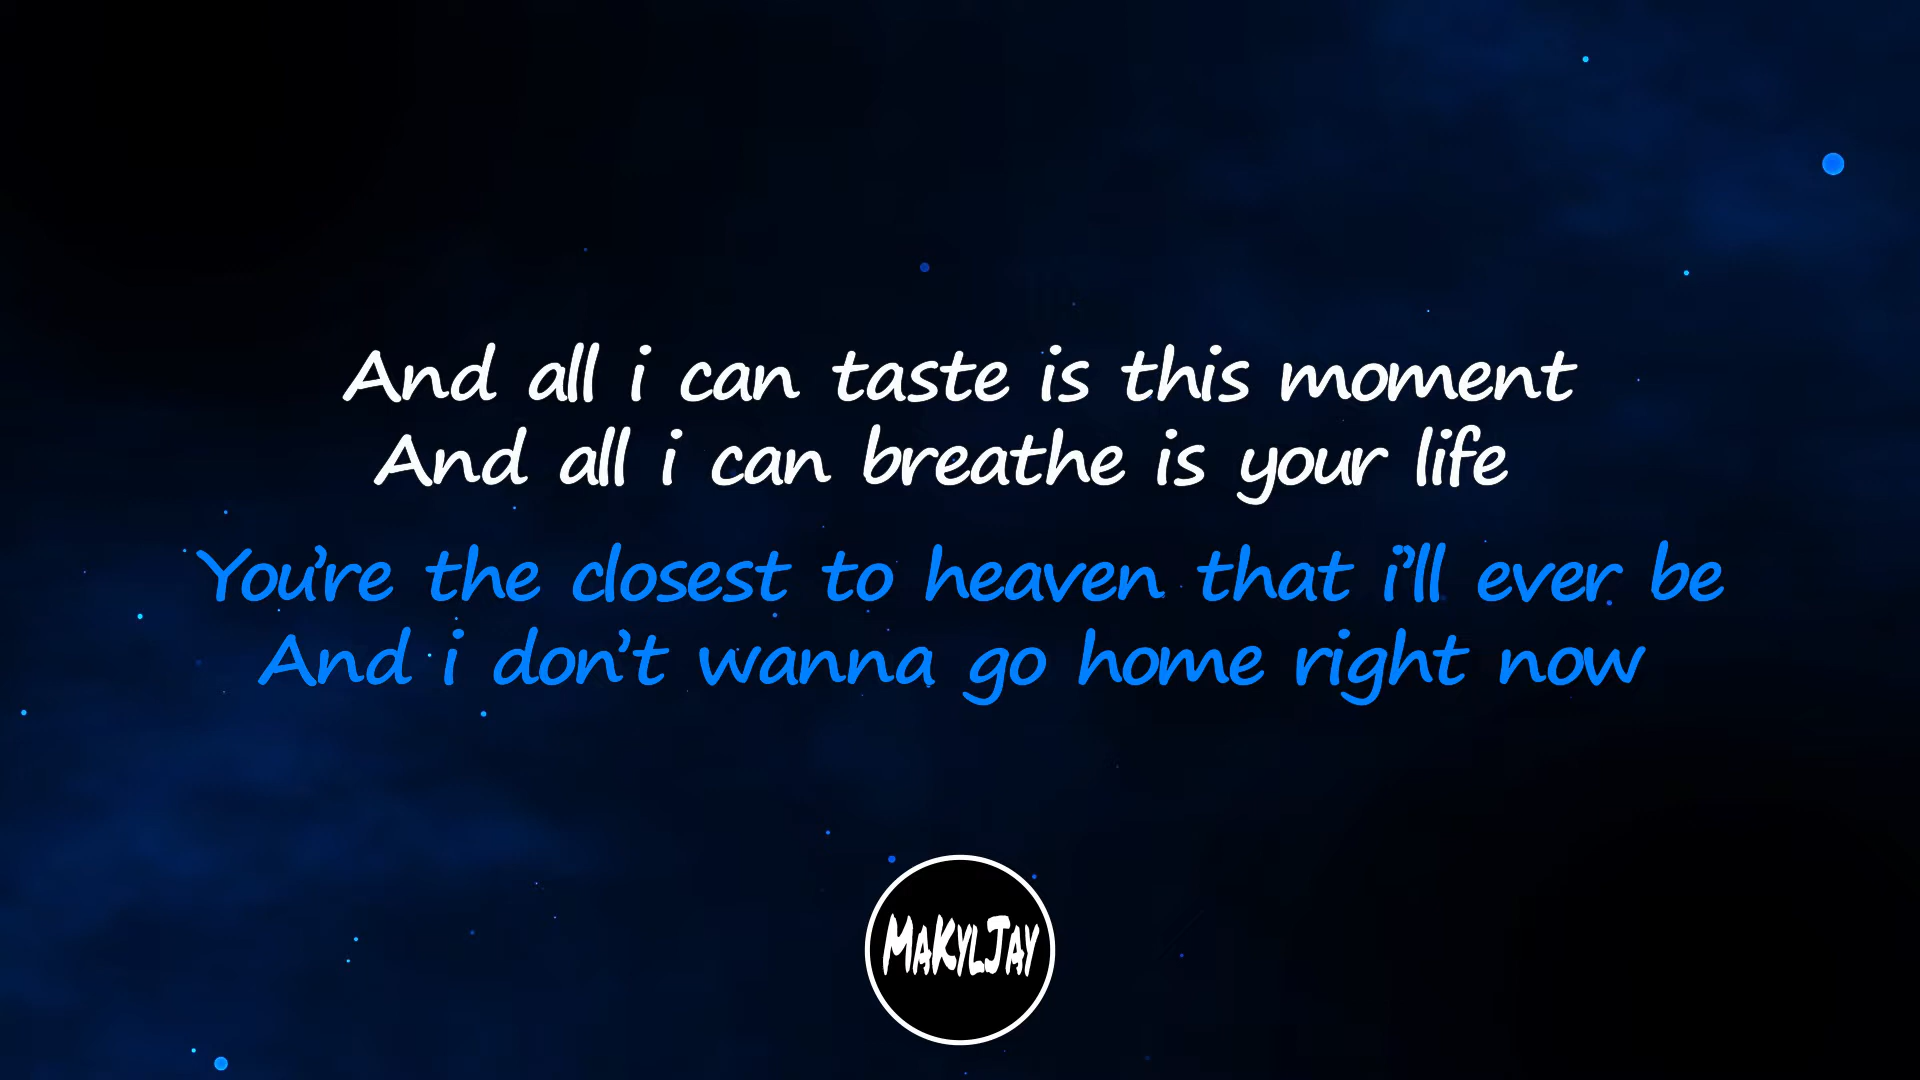 And all i can taste is this moment
And all i can breathe is your life
You're the closest to heaven that i'll ever be
And i don't wanna go home right now
MAKYLJAY